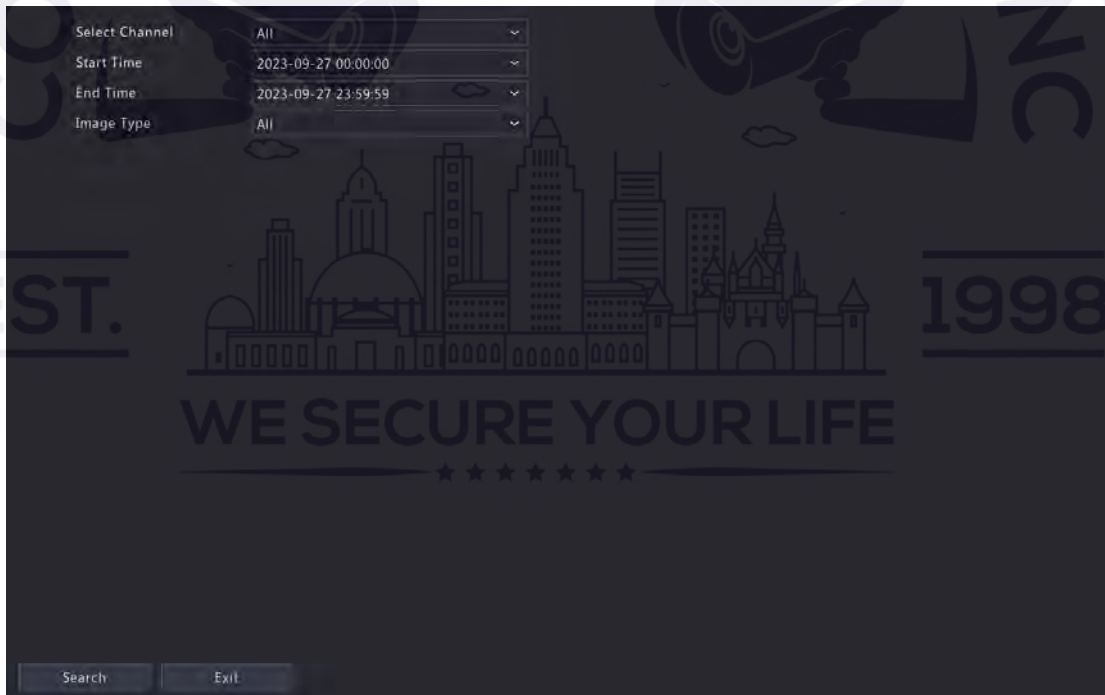 Select Channel All
Start Time 2023-09-27 00:00:00
End Time 2023-09-27 23:59:59
Image Type All
NC
EST. 1998
WE SECURE YOUR LIFE
Search Exit